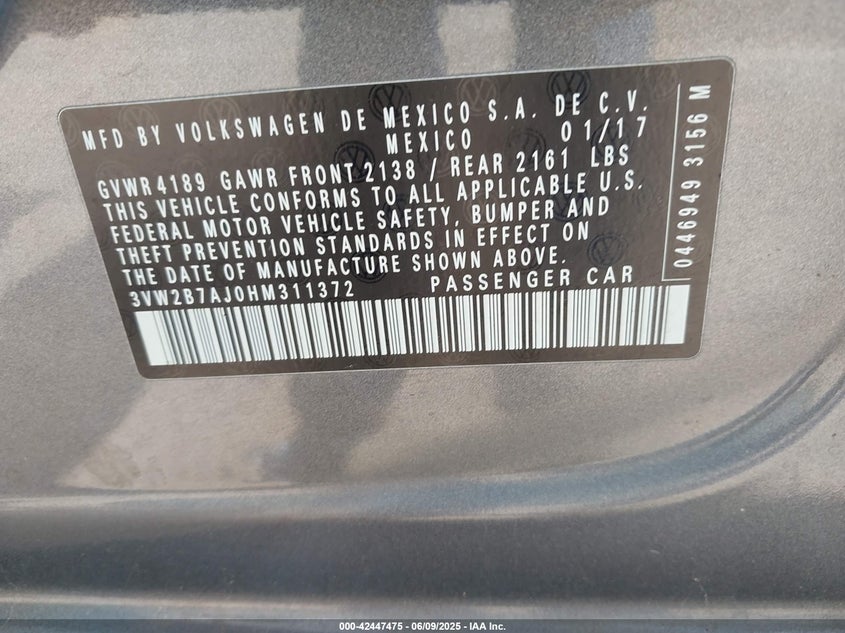 MFD BY VOLKSWAGEN DE MEXICO S.A. DE C.V.
MEXICO 01/17
GVWR 4189 GAWR FRONT 2138 / REAR 2161 LBS
THIS VEHICLE CONFORMS TO ALL APPLICABLE U.S.
FEDERAL MOTOR VEHICLE SAFETY, BUMPER AND
THEFT PREVENTION STANDARDS IN EFFECT ON
THE DATE OF MANUFACTURE SHOWN ABOVE.
3VW2B7AJ0HM311372 PASSENGER CAR
0446949 3156 M
000-42447475 | 06/09/2025 | IAA Inc.